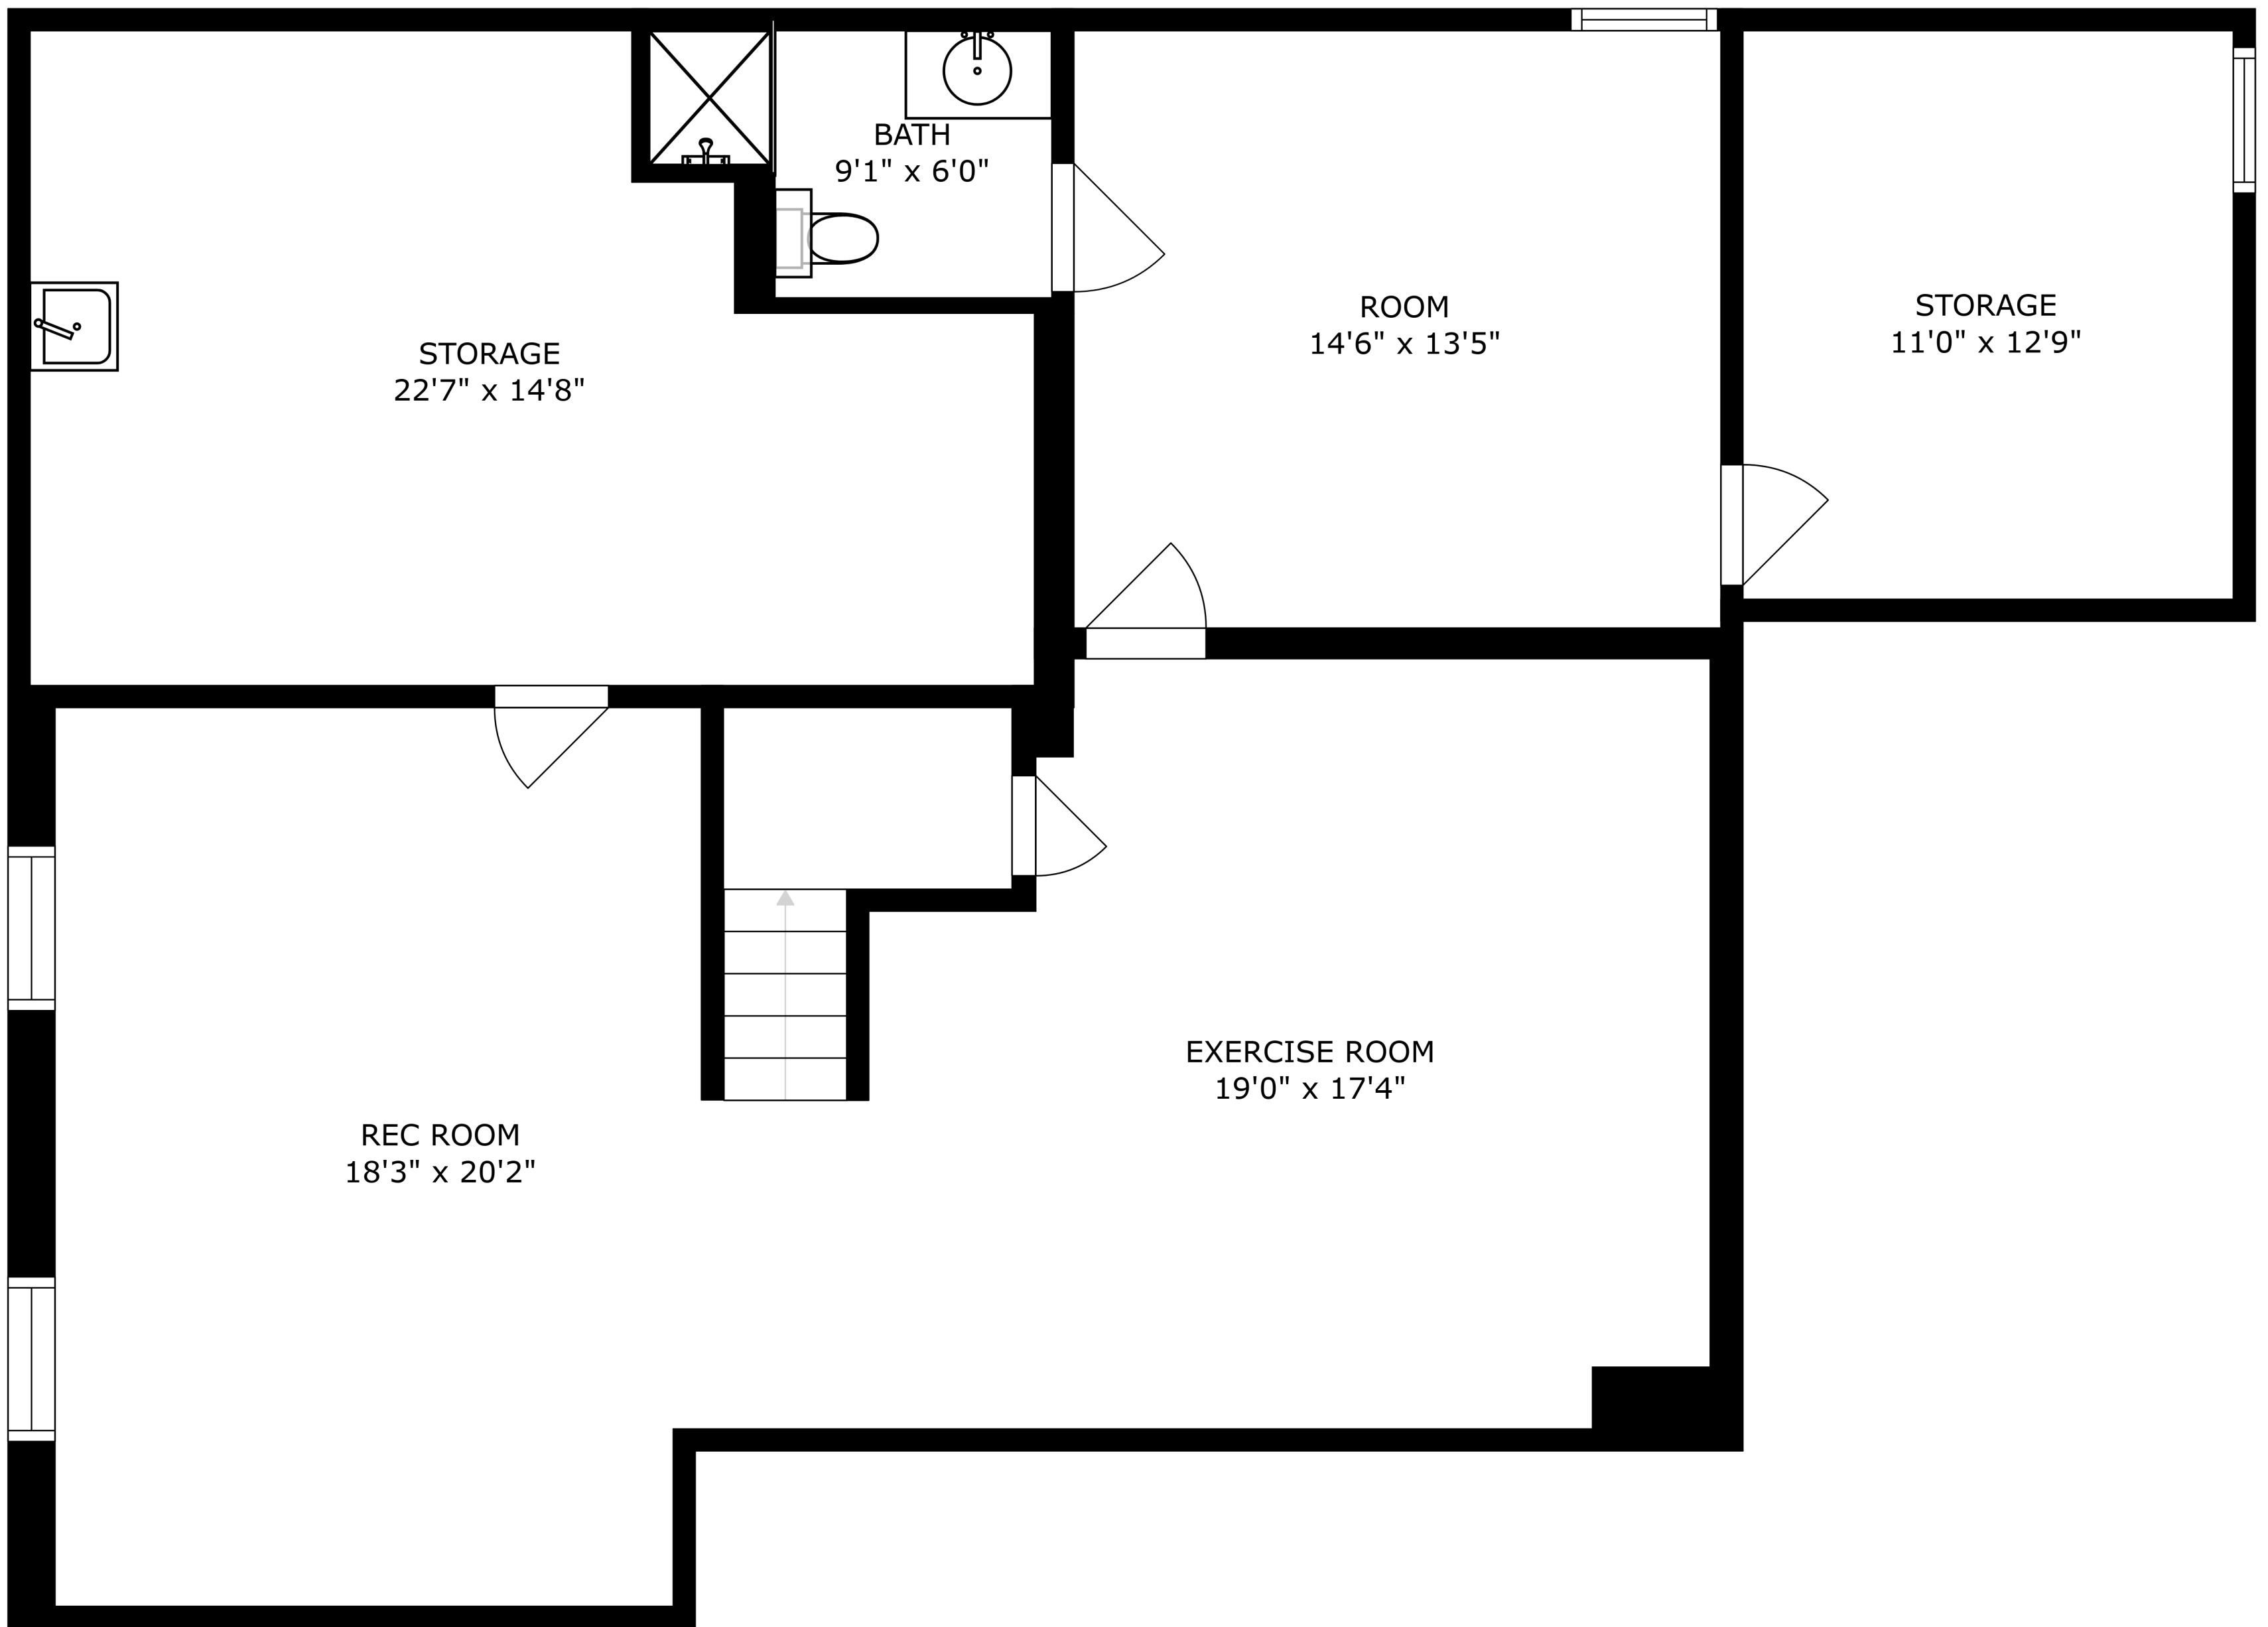 BATH
9'1" x 6'0"
ROOM
14'6" x 13'5"
STORAGE
11'0" x 12'9"
STORAGE
22'7" x 14'8"
EXERCISE ROOM
19'0" x 17'4"
REC ROOM
18'3" x 20'2"